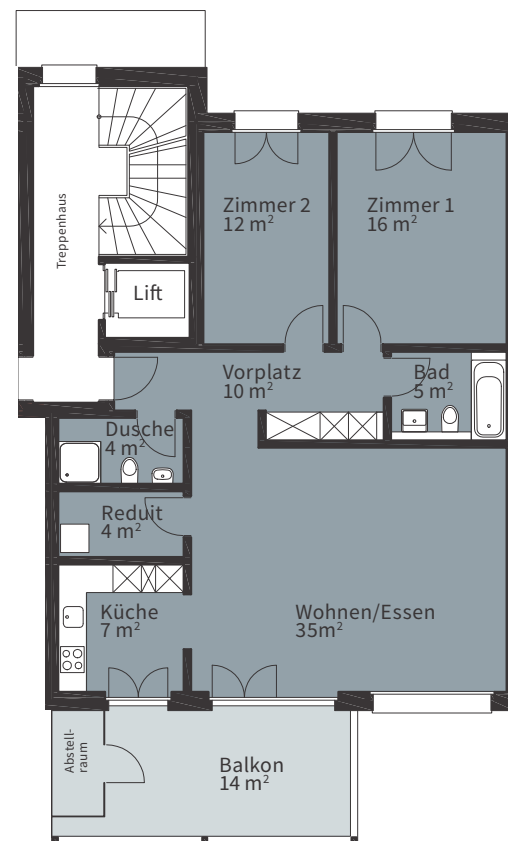 Treppenhaus
Zimmer 2
12 m²
Zimmer 1
16 m²
Lift
Vorplatz
10 m²
Bad
5 m²
Dusche
4 m²
Reduit
4 m²
Küche
7 m²
Wohnen/Essen
35m²
Abstell-
raum
Balkon
14 m²